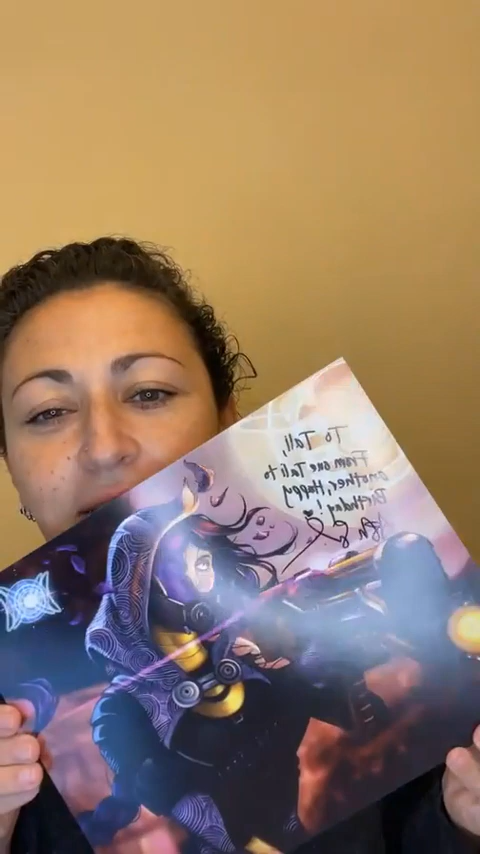 To Tali,
From one Tali to
another, Happy
Birthday!